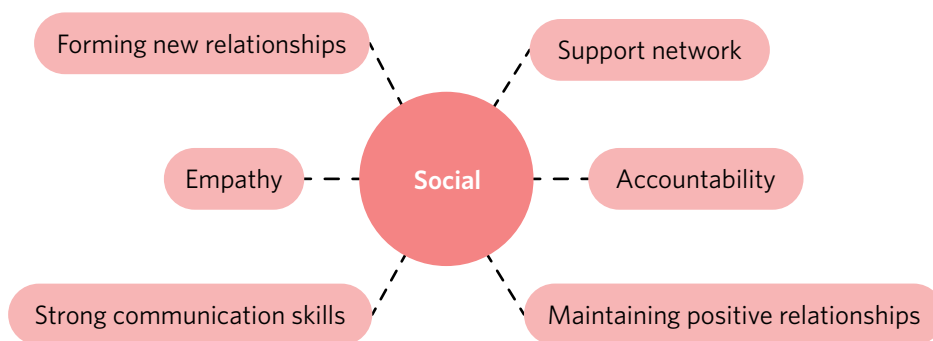 Forming new relationships
Support network
Empathy
Social
Accountability
Strong communication skills
Maintaining positive relationships